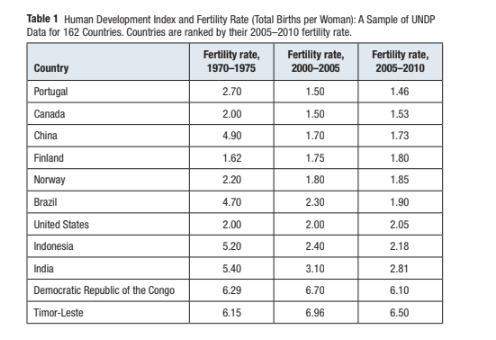 Table 1 Human Development Index and Fertility Rate (Total Births per Woman): A Sample of UNDP
Data for 162 Countries. Countries are ranked by their 2005–2010 fertility rate.
Country Fertility rate, 1970–1975 Fertility rate, 2000–2005 Fertility rate, 2005–2010
Portugal 2.70 1.50 1.46
Canada 2.00 1.50 1.53
China 4.90 1.70 1.73
Finland 1.62 1.75 1.80
Norway 2.20 1.80 1.85
Brazil 4.70 2.30 1.90
United States 2.00 2.00 2.05
Indonesia 5.20 2.40 2.18
India 5.40 3.10 2.81
Democratic Republic of the Congo 6.29 6.70 6.10
Timor-Leste 6.15 6.96 6.50